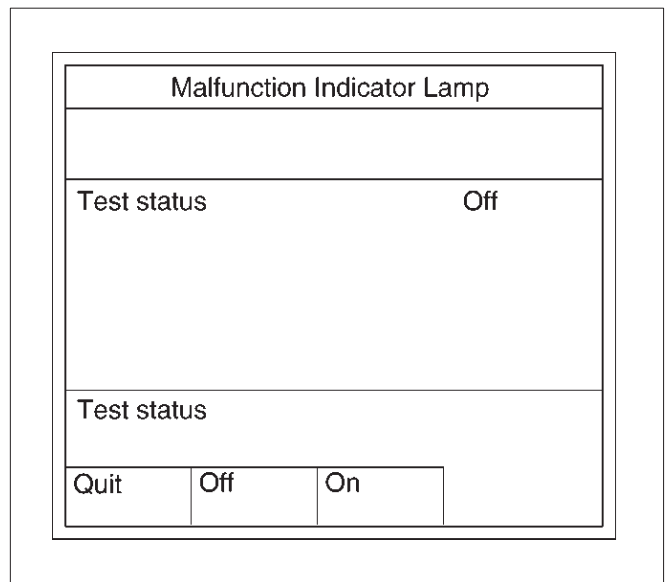 Malfunction Indicator Lamp
Test status Off
Test status
Quit Off On